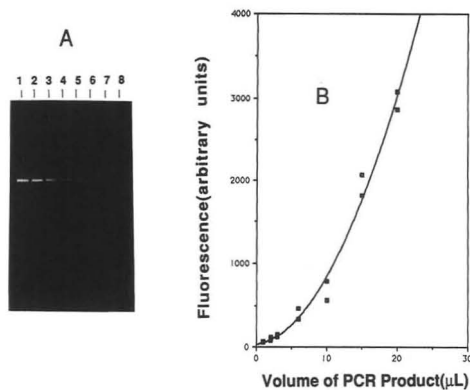 A
1 2 3 4 5 6 7 8
B
Fluorescence(arbitrary units)
4000
3000
2000
1000
0
0 10 20 30
Volume of PCR Product(μL)